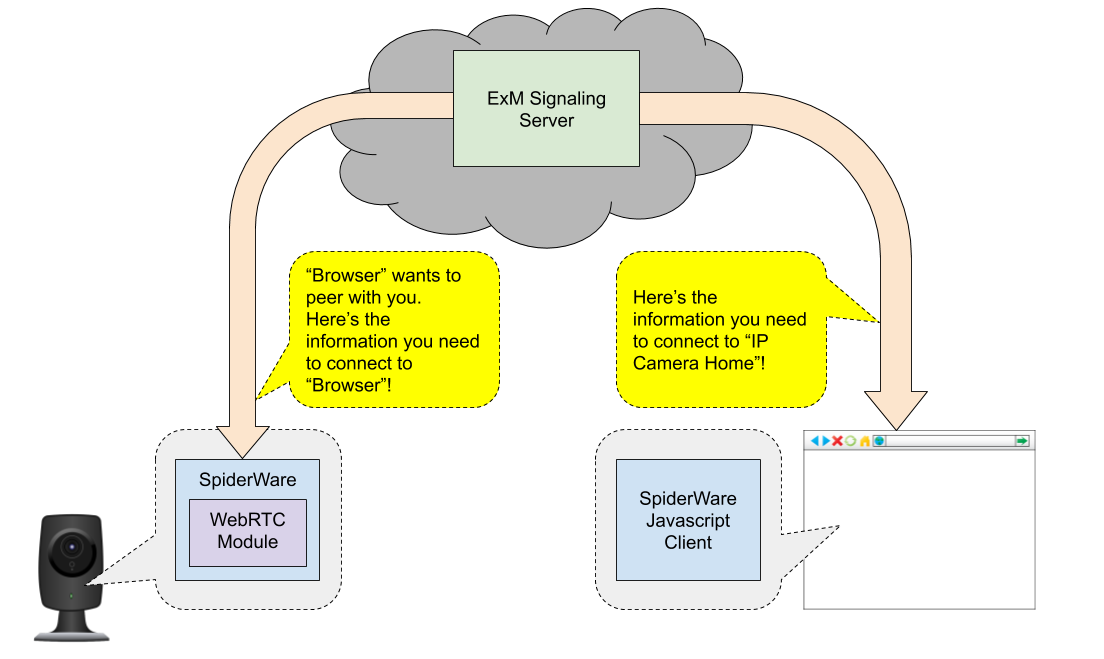 ExM Signaling
Server
“Browser” wants to
peer with you.
Here’s the
information you need
to connect to
“Browser”!
Here’s the
information you need
to connect to “IP
Camera Home”!
SpiderWare
WebRTC
Module
SpiderWare
Javascript
Client